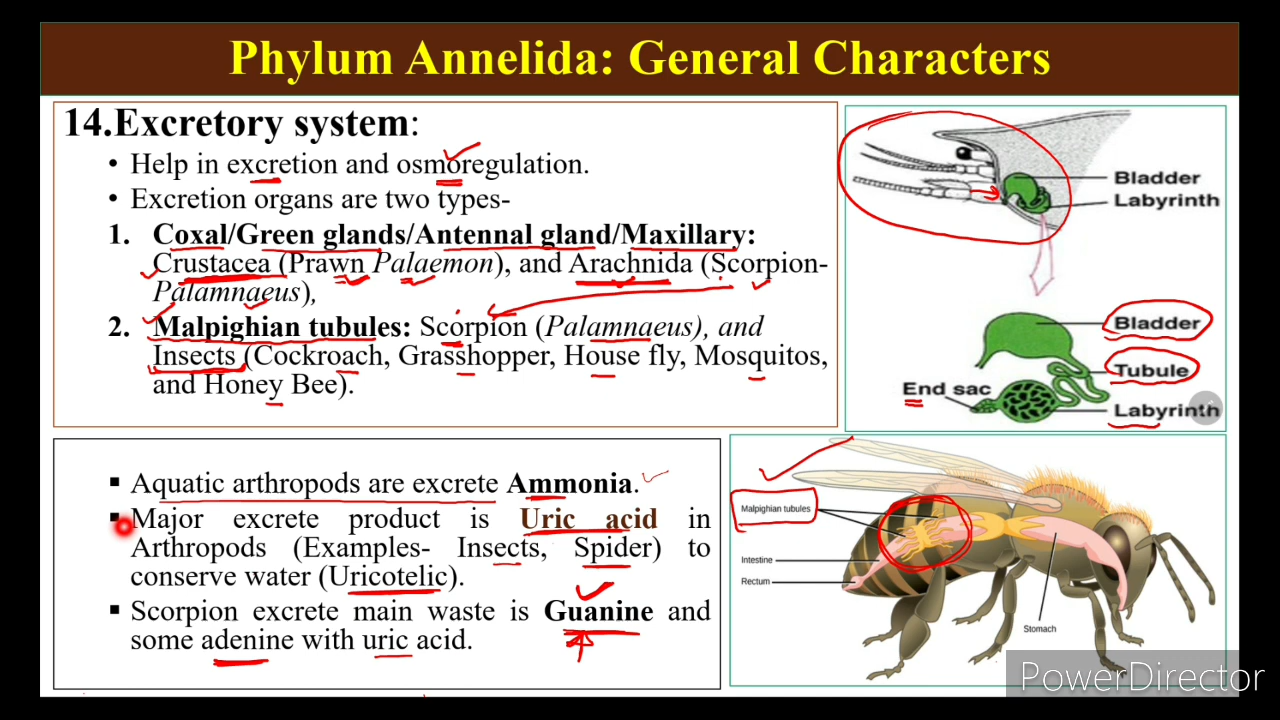 Phylum Annelida: General Characters
14.Excretory system:
• Help in excretion and osmoregulation.
• Excretion organs are two types-
1. Coxal/Green glands/Antennal gland/Maxillary:
Crustacea (Prawn Palaemon), and Arachnida (Scorpion-
Palamnaeus),
2. Malpighian tubules: Scorpion (Palamnaeus), and
Insects (Cockroach, Grasshopper, House fly, Mosquitos,
and Honey Bee).
Bladder
Labyrinth
Bladder
Tubule
End sac
Labyrinth
▪ Aquatic arthropods are excrete Ammonia.
▪ Major excrete product is Uric acid in
Arthropods (Examples- Insects, Spider) to
conserve water (Uricotelic).
▪ Scorpion excrete main waste is Guanine and
some adenine with uric acid.
Malpighian tubules
Intestine
Rectum
Stomach
PowerDirector